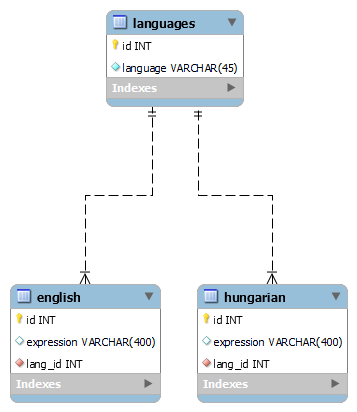 languages
id INT
language VARCHAR(45)
Indexes
english
id INT
expression VARCHAR(400)
lang_id INT
Indexes
hungarian
id INT
expression VARCHAR(400)
lang_id INT
Indexes